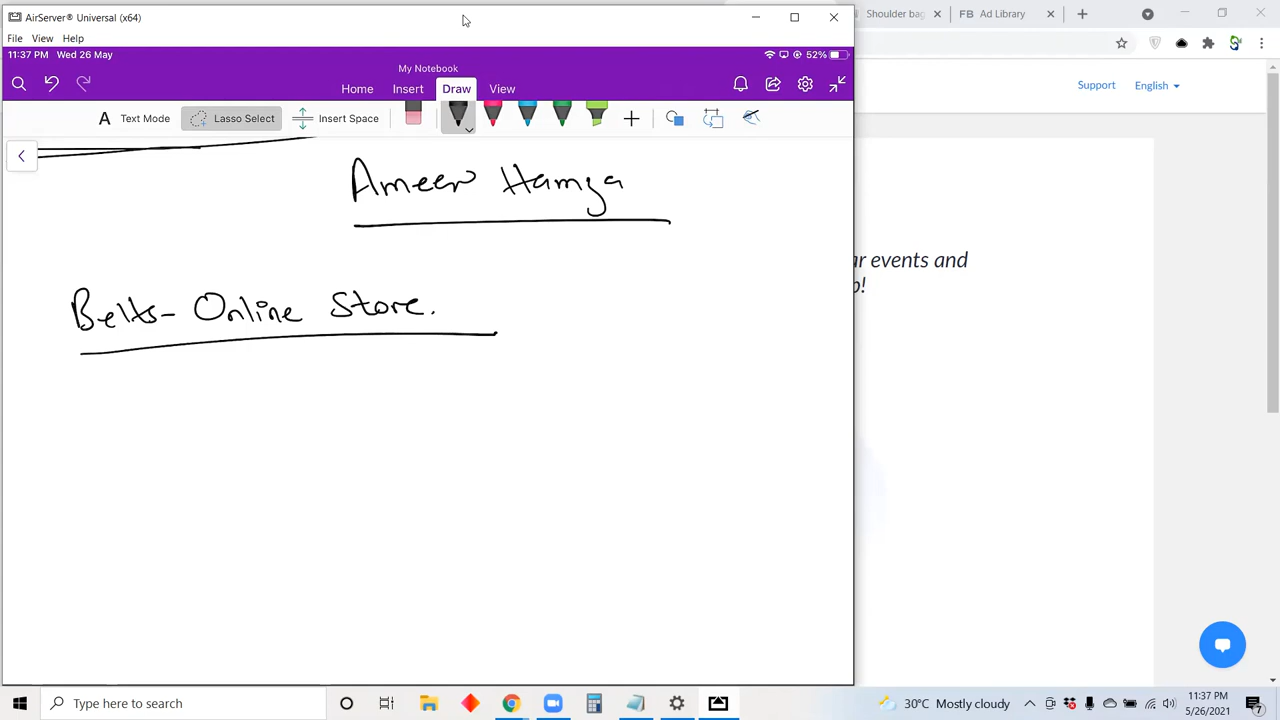 AirServer® Universal (x64)
Shoulder bag
Ad Library
File View Help
11:37 PM Wed 26 May
52%
My Notebook
Support English
Home Insert Draw View
A Text Mode Lasso Select Insert Space
Ameer Hamza
ar events and
Belts- Online Store.
Type here to search
30°C Mostly cloudy
11:37 PM
5/26/2021
7